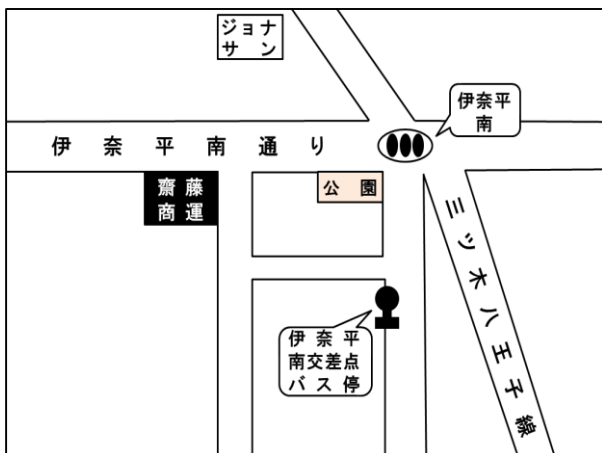 ジョナ
サン
伊奈平
南
伊奈平南通り
齋藤
商運
公園
三ツ木八王子線
伊奈平
南交差点
バス停